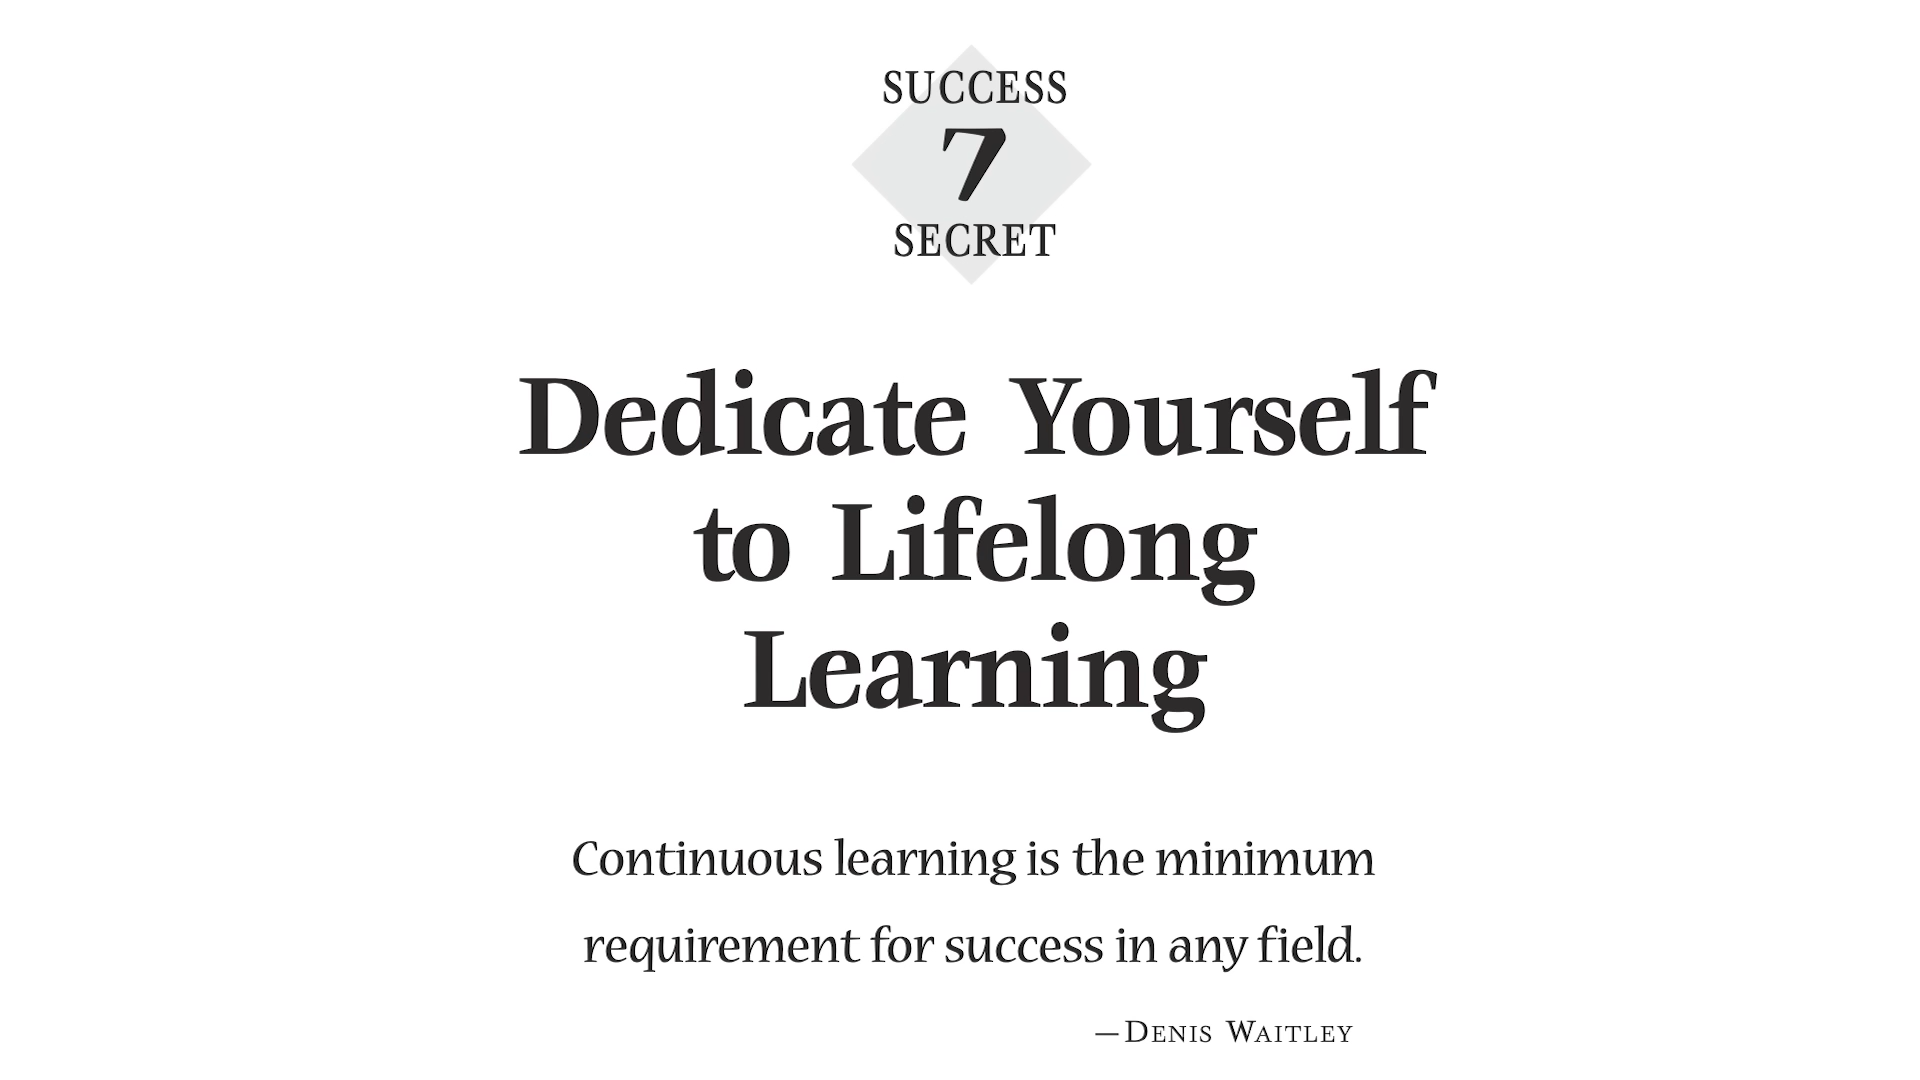 SUCCESS
7
SECRET
Dedicate Yourself
to Lifelong
Learning
Continuous learning is the minimum
requirement for success in any field.
—DENIS WAITLEY